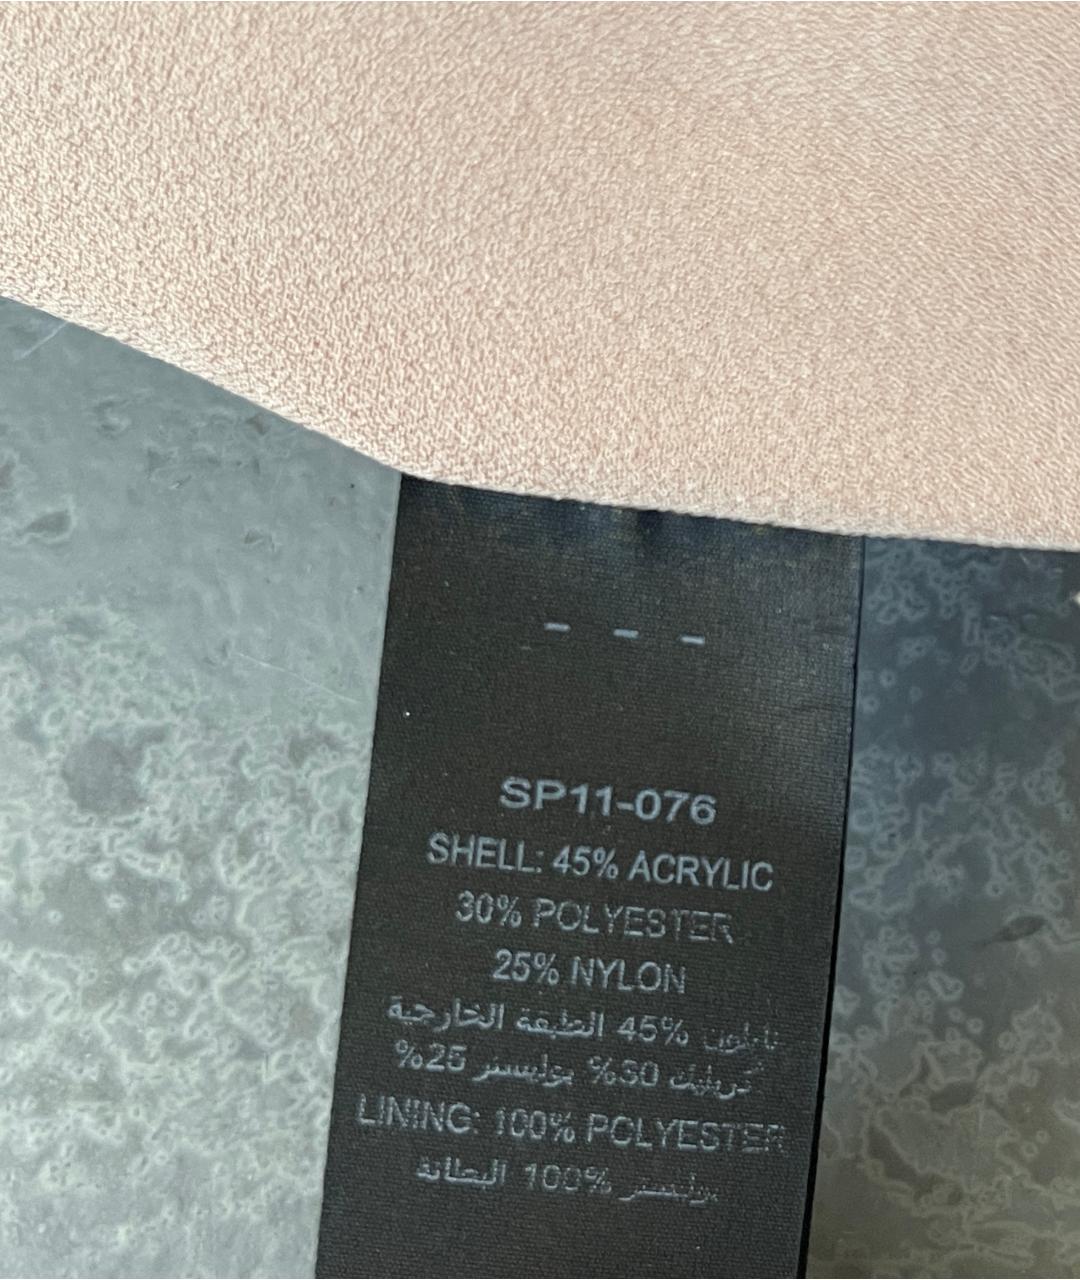 - - -
SP11-076
SHELL: 45% ACRYLIC
30% POLYESTER
25% NYLON
الطبقة الخارجية 45% نايلون
%25 بوليستر %30 كريليك
LINING: 100% POLYESTER
البطانة 100% بوليستر